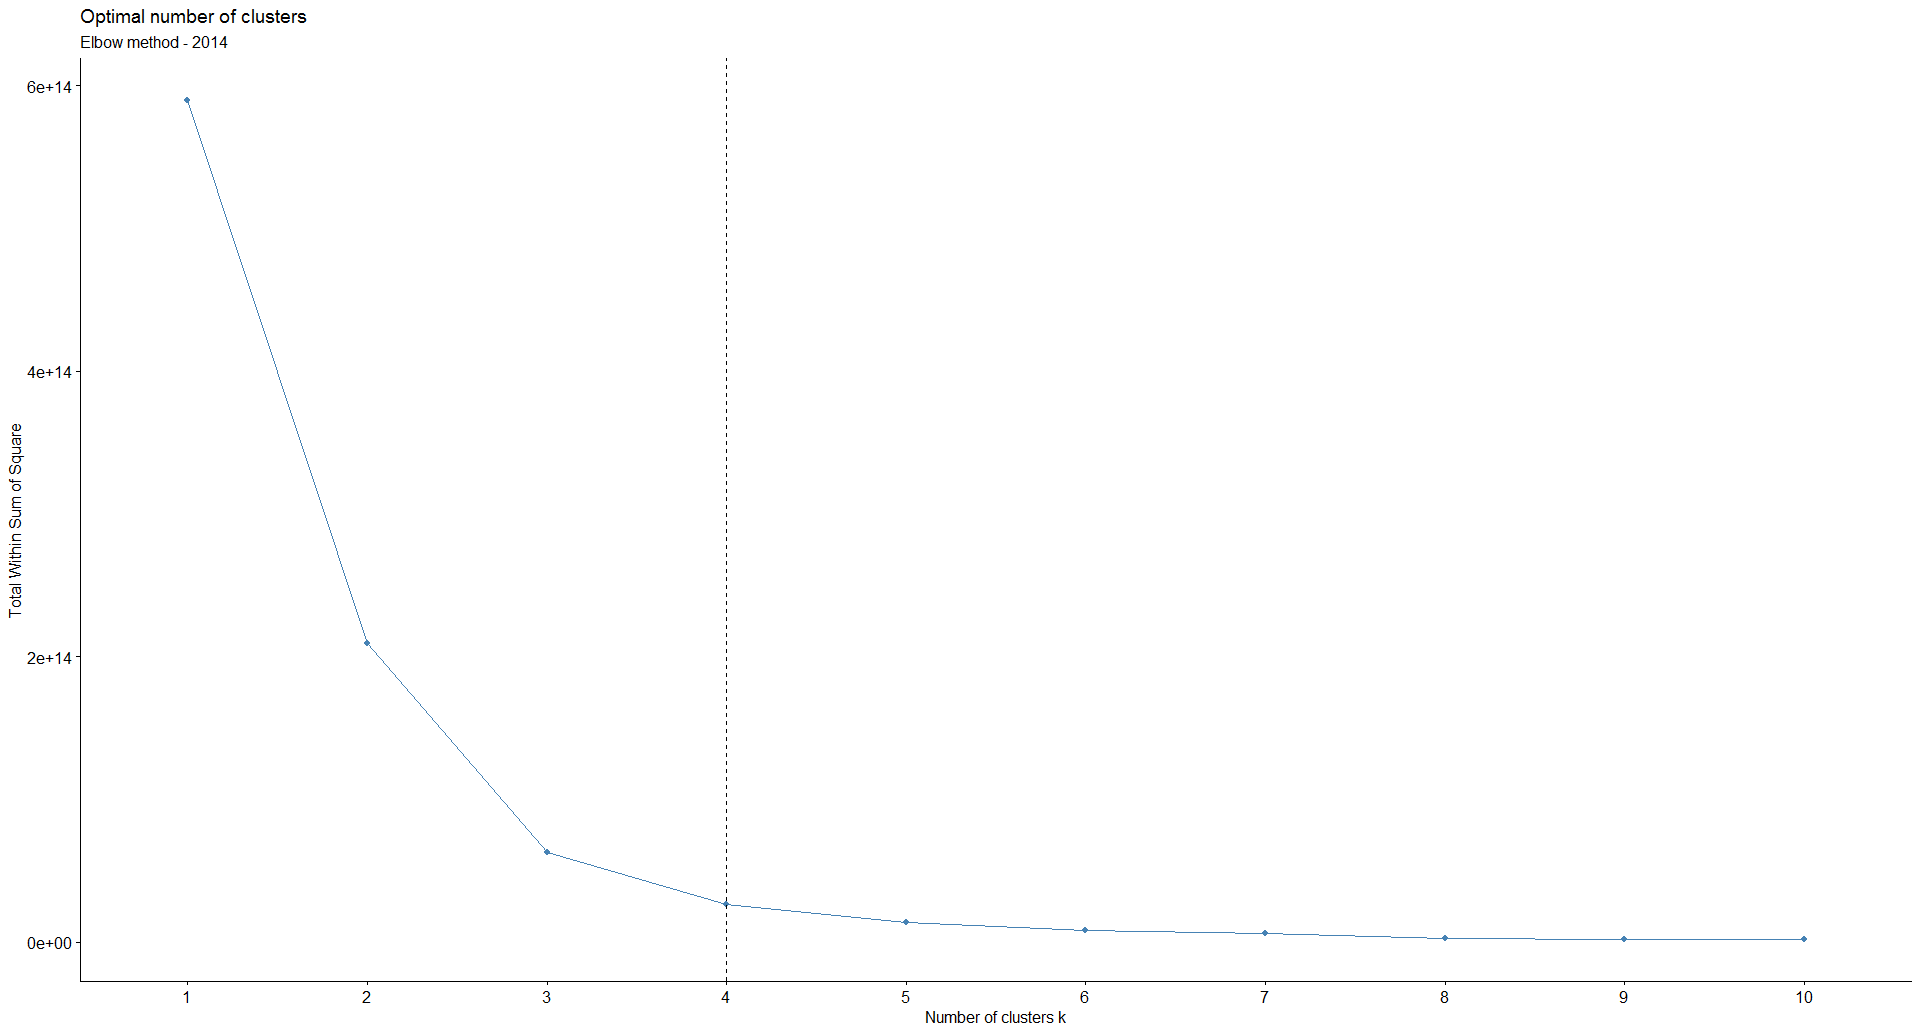 Optimal number of clusters
Elbow method - 2014
6e+14
4e+14
2e+14
0e+00
Total Within Sum of Square
1 2 3 4 5 6 7 8 9 10
Number of clusters k